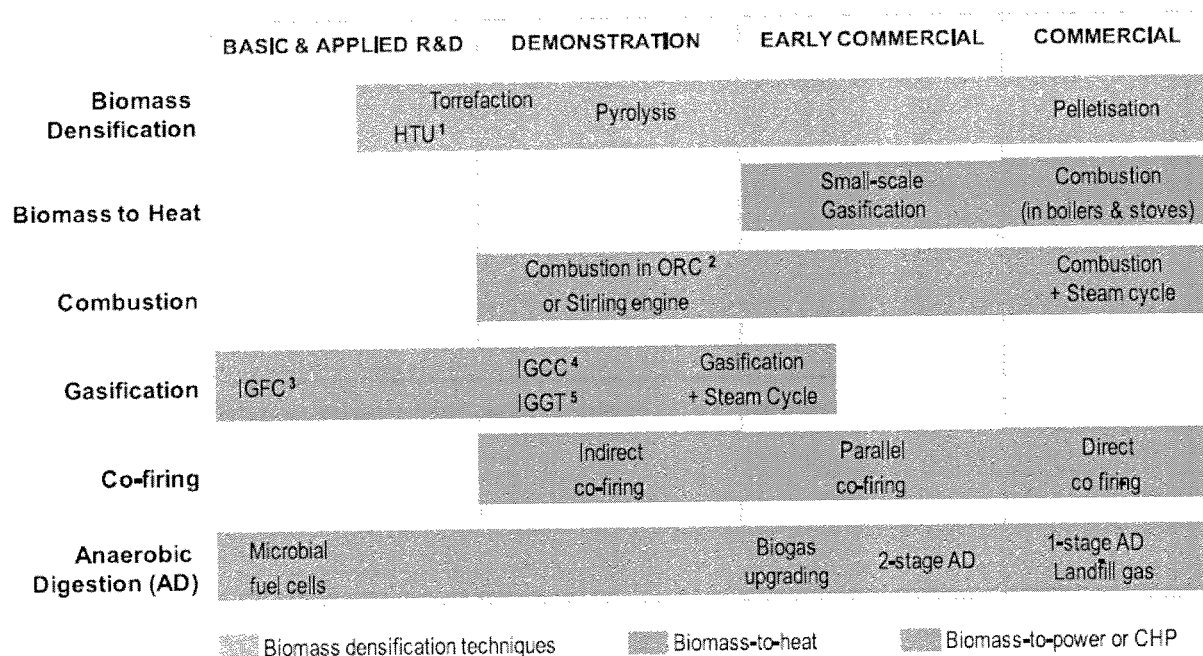 BASIC & APPLIED R&D DEMONSTRATION EARLY COMMERCIAL COMMERCIAL
Biomass
Densification
Torrefaction
HTU¹
Pyrolysis
Pelletisation
Biomass to Heat
Small-scale
Gasification
Combustion
(in boilers & stoves)
Combustion
Combustion in ORC ²
or Stirling engine
Combustion
+ Steam cycle
Gasification
IGFC³
IGCC⁴
IGGT⁵
Gasification
+ Steam Cycle
Co-firing
Indirect
co-firing
Parallel
co-firing
Direct
co firing
Anaerobic
Digestion (AD)
Microbial
fuel cells
Biogas
upgrading
2-stage AD
1-stage AD
Landfill gas
Biomass densification techniques Biomass-to-heat Biomass-to-power or CHP